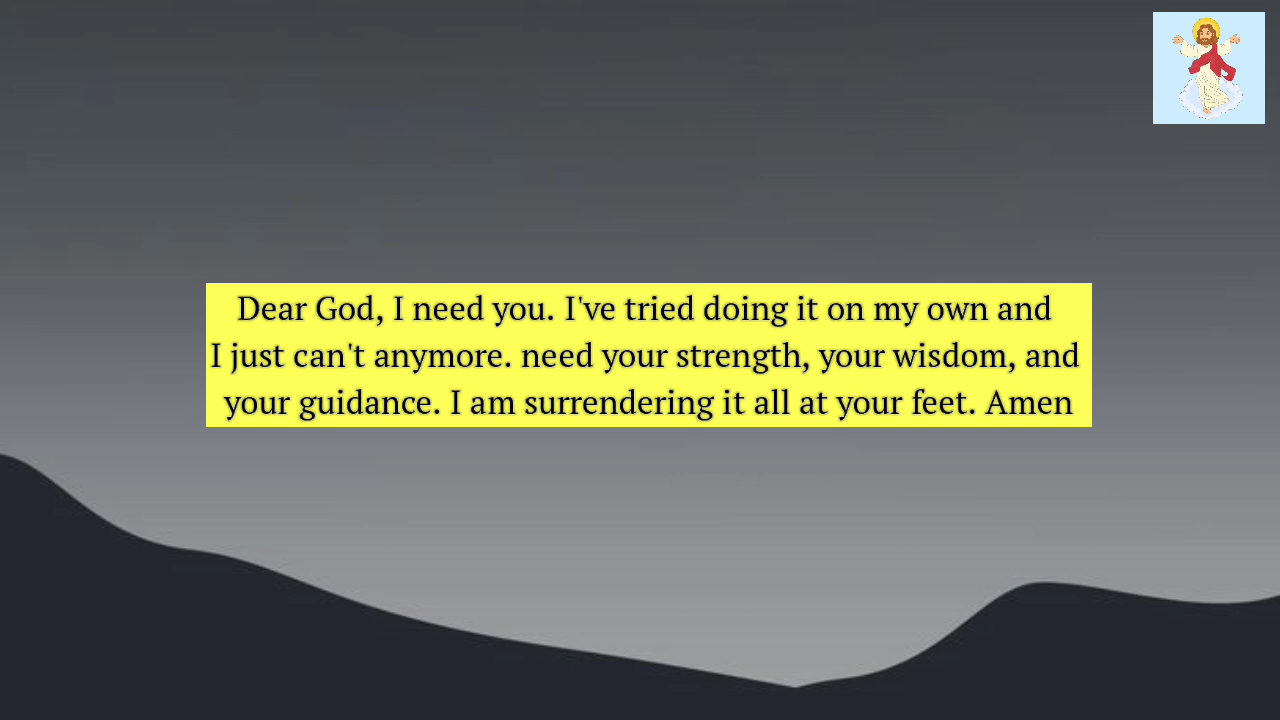 Dear God, I need you. I've tried doing it on my own and
I just can't anymore. need your strength, your wisdom, and
your guidance. I am surrendering it all at your feet. Amen